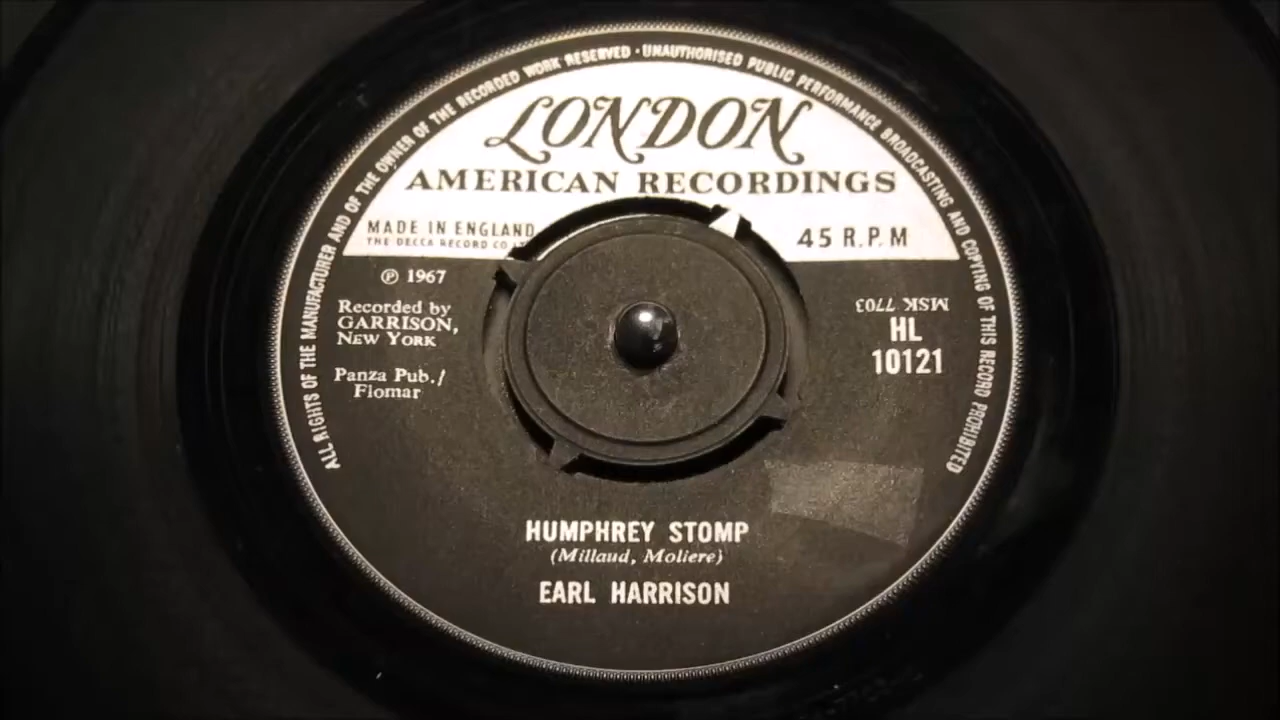 ALL RIGHTS OF THE MANUFACTURER AND OF THE OWNER OF THE RECORDED WORK RESERVED · UNAUTHORISED PUBLIC PERFORMANCE BROADCASTING AND COPYING OF THIS RECORD PROHIBITED
LONDON
AMERICAN RECORDINGS
MADE IN ENGLAND
THE DECCA RECORD CO
45 R.P.M
℗ 1967
Recorded by
GARRISON,
NEW YORK
Panza Pub./
Flomar
MSK 7703
HL
10121
HUMPHREY STOMP
(Millaud, Moliere)
EARL HARRISON